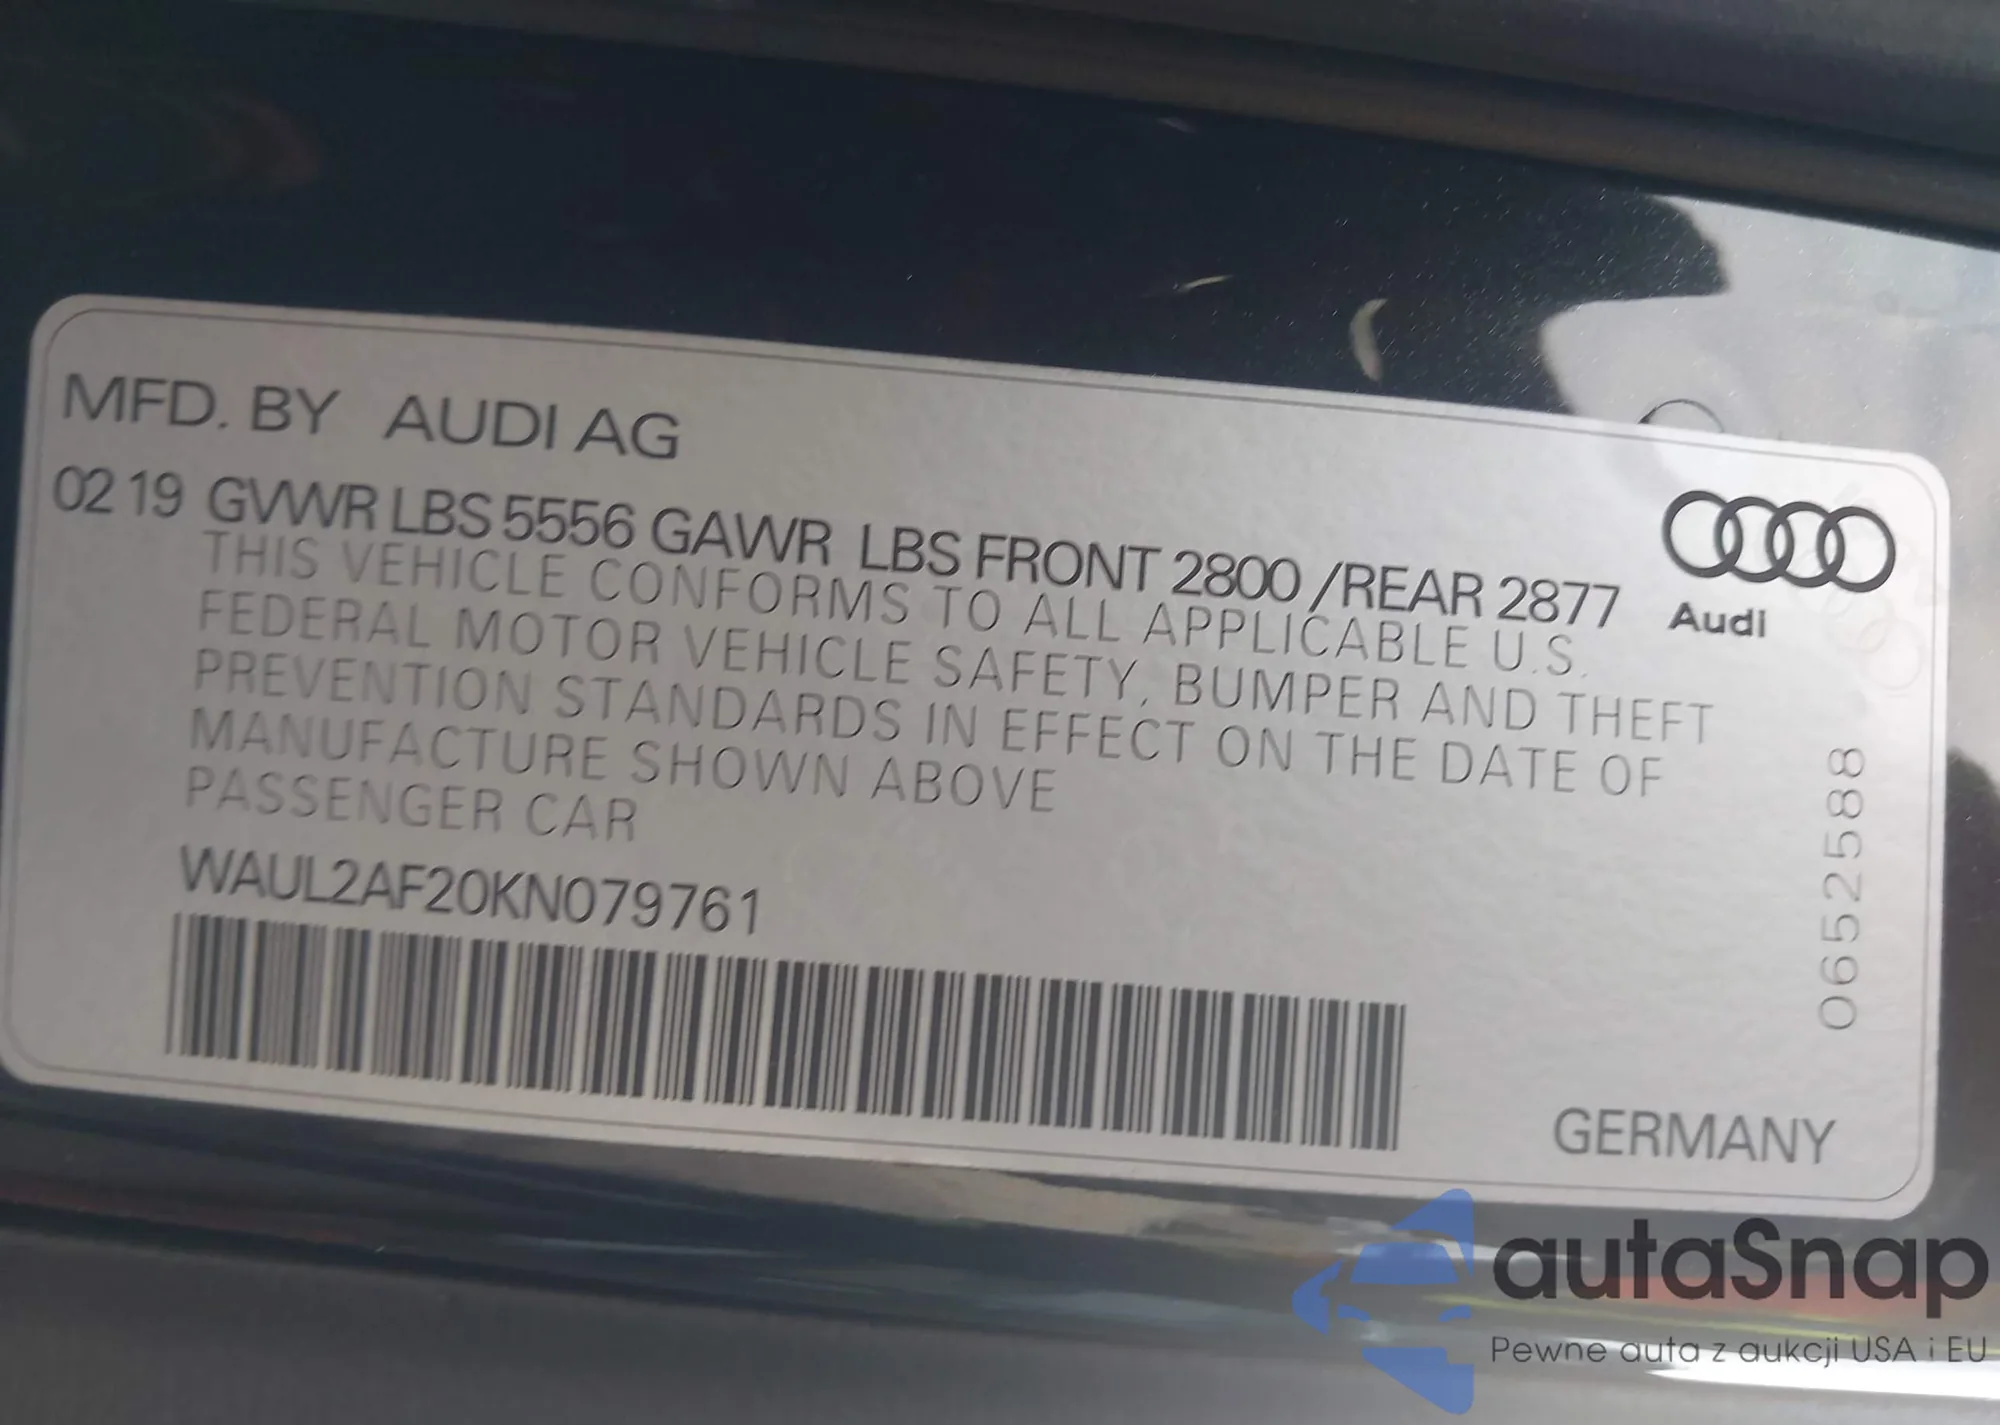 MFD. BY AUDI AG
02 19 GVWR LBS 5556 GAWR LBS FRONT 2800 /REAR 2877
THIS VEHICLE CONFORMS TO ALL APPLICABLE U.S.
FEDERAL MOTOR VEHICLE SAFETY, BUMPER AND THEFT
PREVENTION STANDARDS IN EFFECT ON THE DATE OF
MANUFACTURE SHOWN ABOVE
PASSENGER CAR
WAUL2AF20KN079761
Audi
0652588
GERMANY
autaSnap
Pewne auta z aukcji USA i EU